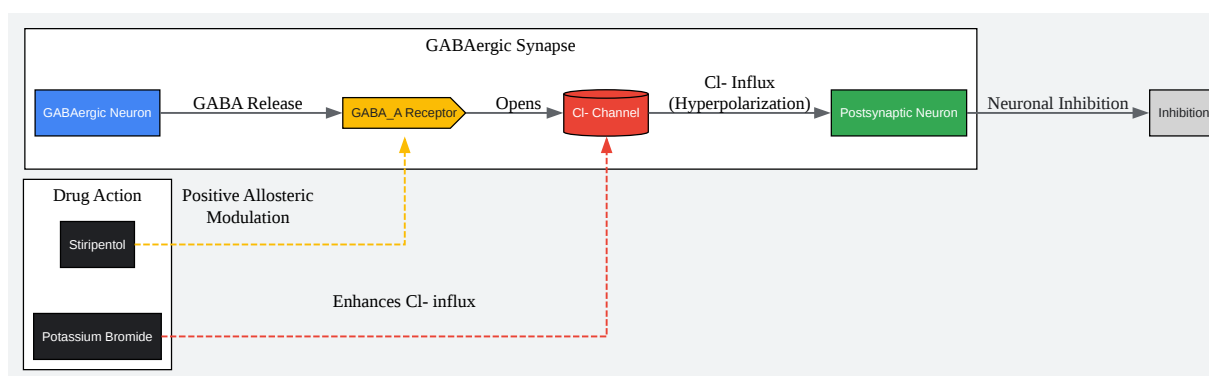 GABAergic Synapse
GABAergic Neuron
GABA Release
GABA_A Receptor
Opens
Cl- Channel
Cl- Influx
(Hyperpolarization)
Postsynaptic Neuron
Neuronal Inhibition
Inhibition
Drug Action
Positive Allosteric
Modulation
Stiripentol
Enhances Cl- influx
Potassium Bromide